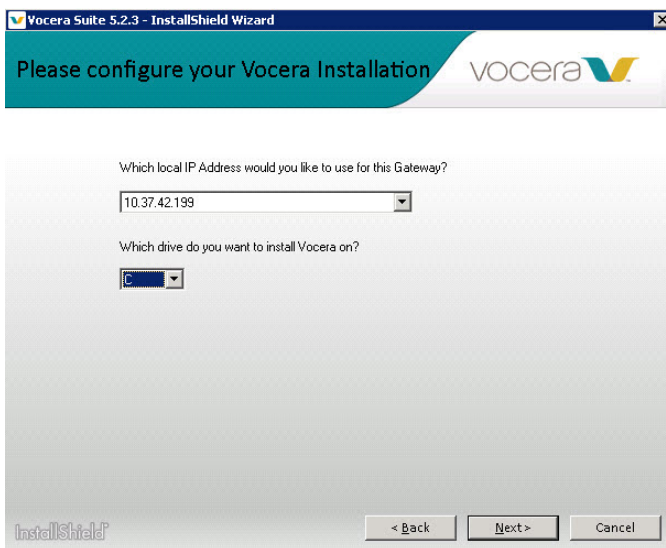 Vocera Suite 5.2.3 - InstallShield Wizard
Please configure your Vocera Installation
vocera
Which local IP Address would you like to use for this Gateway?
10.37.42.199
Which drive do you want to install Vocera on?
C
InstallShield
< Back
Next >
Cancel